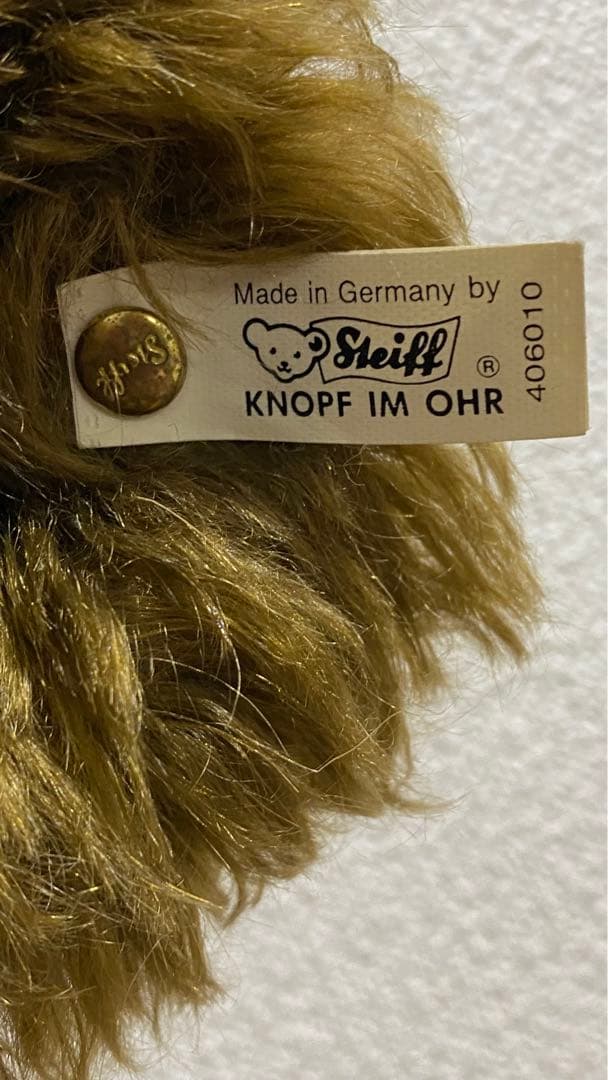 Made in Germany by
Steiff ®
KNOPF IM OHR
406010
Steiff